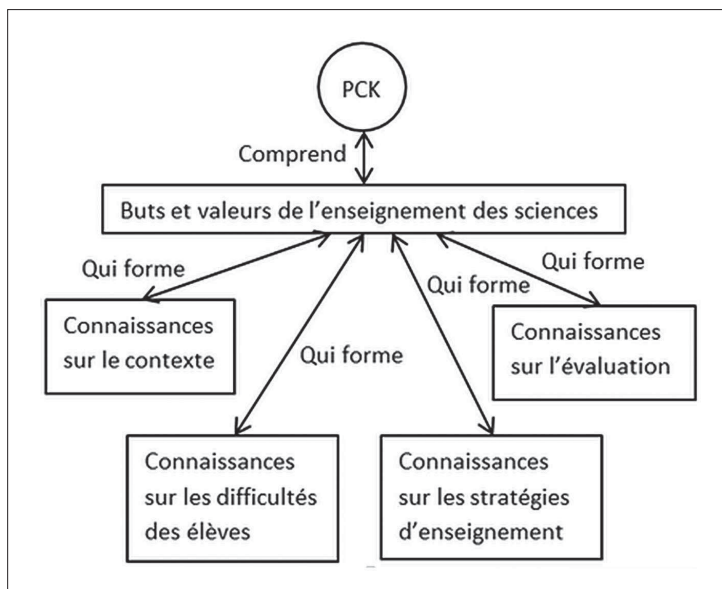 PCK
Comprend
Buts et valeurs de l'enseignement des sciences
Qui forme
Qui forme
Qui forme
Qui forme
Connaissances
sur le contexte
Connaissances
sur l'évaluation
Connaissances
sur les difficultés
des élèves
Connaissances
sur les stratégies
d'enseignement